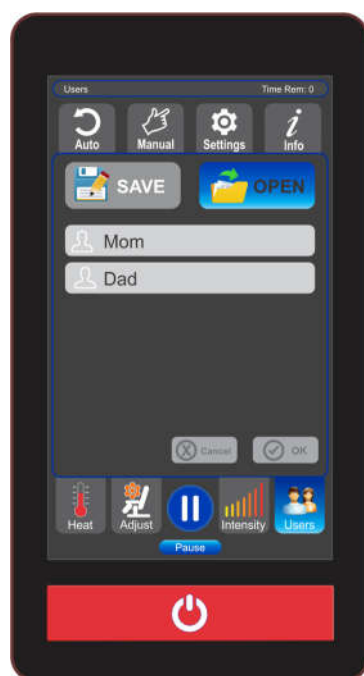 Users Time Rem: 0
Auto Manual Settings Info
SAVE OPEN
Mom
Dad
Cancel OK
Heat Adjust Intensity Users
Pause